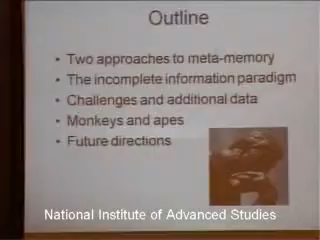 Outline
• Two approaches to meta-memory
• The incomplete information paradigm
• Challenges and additional data
• Monkeys and apes
• Future directions
National Institute of Advanced Studies